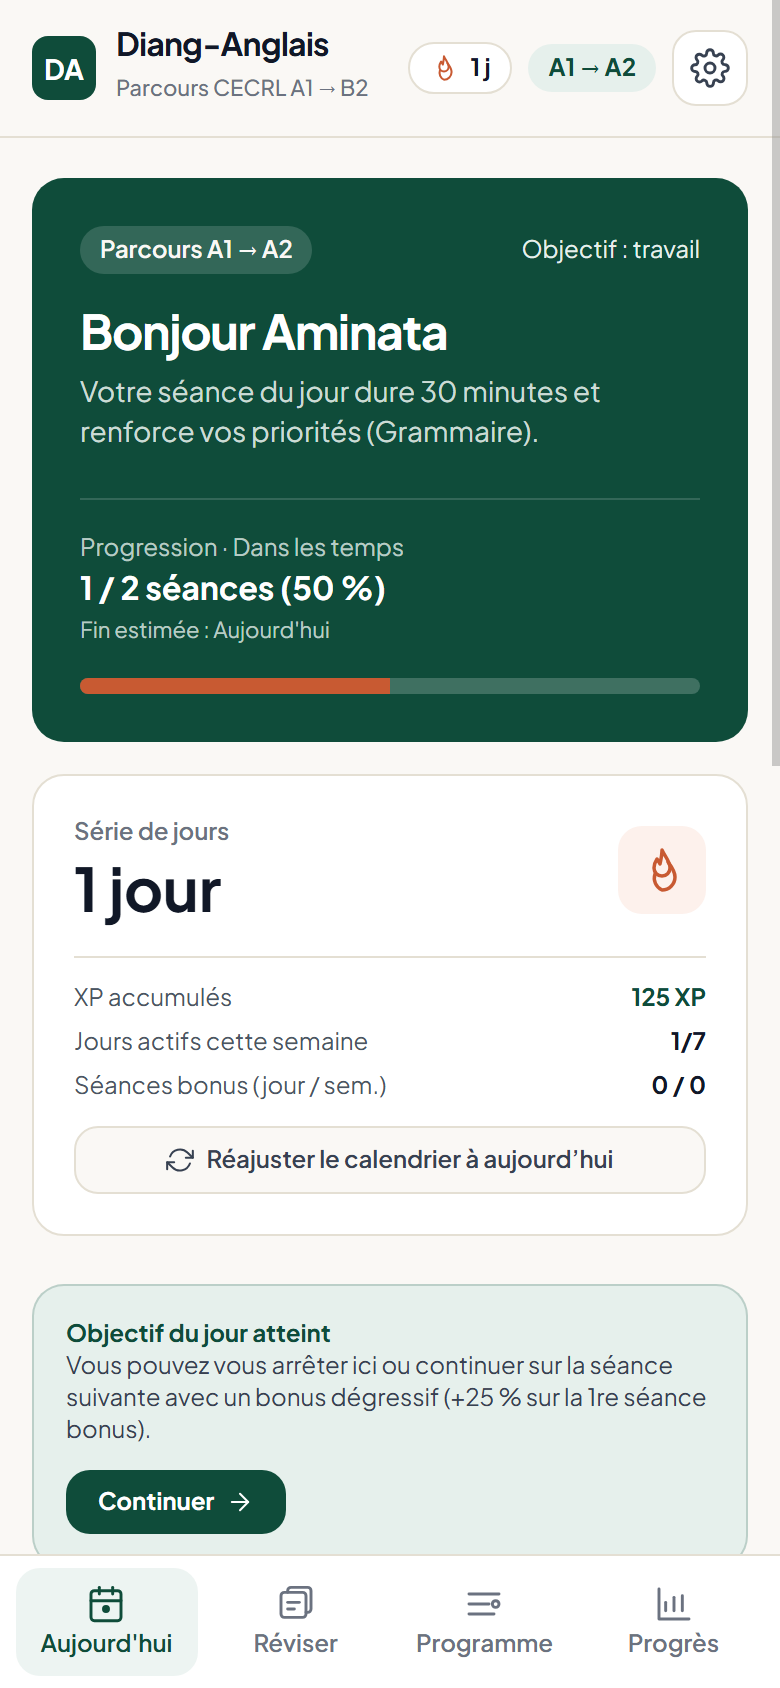 DA
Diang-Anglais
Parcours CECRL A1 → B2
1 j
A1 → A2
Parcours A1 → A2
Objectif : travail
Bonjour Aminata
Votre séance du jour dure 30 minutes et
renforce vos priorités (Grammaire).
Progression · Dans les temps
1 / 2 séances (50 %)
Fin estimée : Aujourd'hui
Série de jours
1 jour
XP accumulés
125 XP
Jours actifs cette semaine
1/7
Séances bonus (jour / sem.)
0 / 0
Réajuster le calendrier à aujourd’hui
Objectif du jour atteint
Vous pouvez vous arrêter ici ou continuer sur la séance
suivante avec un bonus dégressif (+25 % sur la 1re séance
bonus).
Continuer →
Aujourd'hui
Réviser
Programme
Progrès